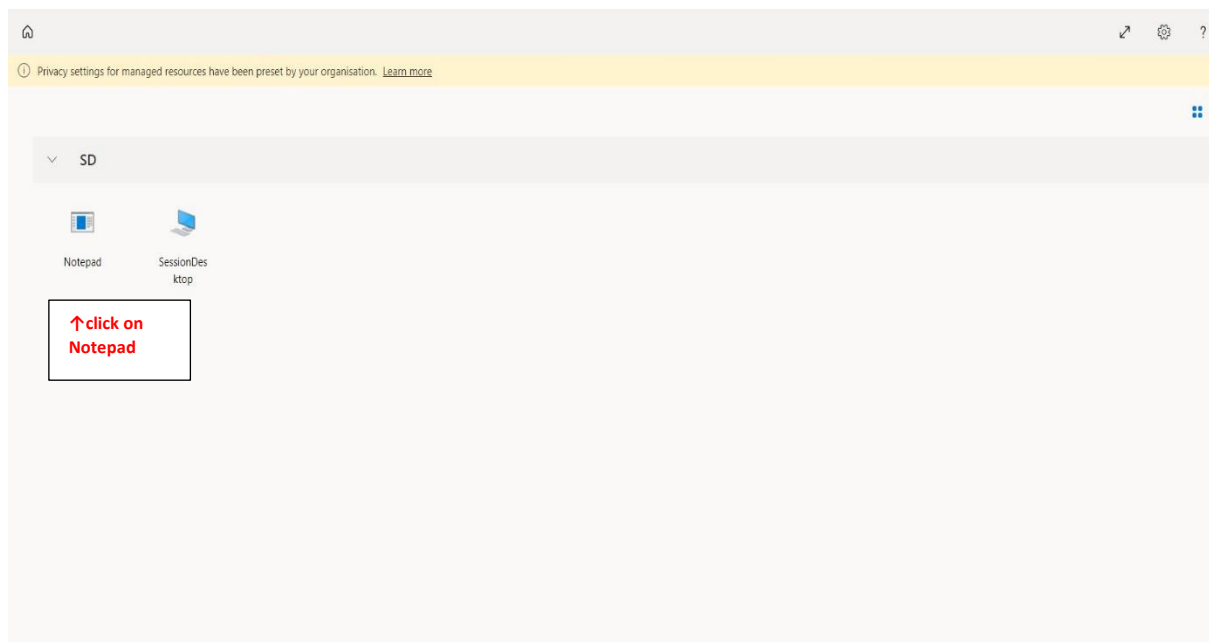 ?
Privacy settings for managed resources have been preset by your organisation. Learn more
SD
Notepad
SessionDes
ktop
↑click on
Notepad